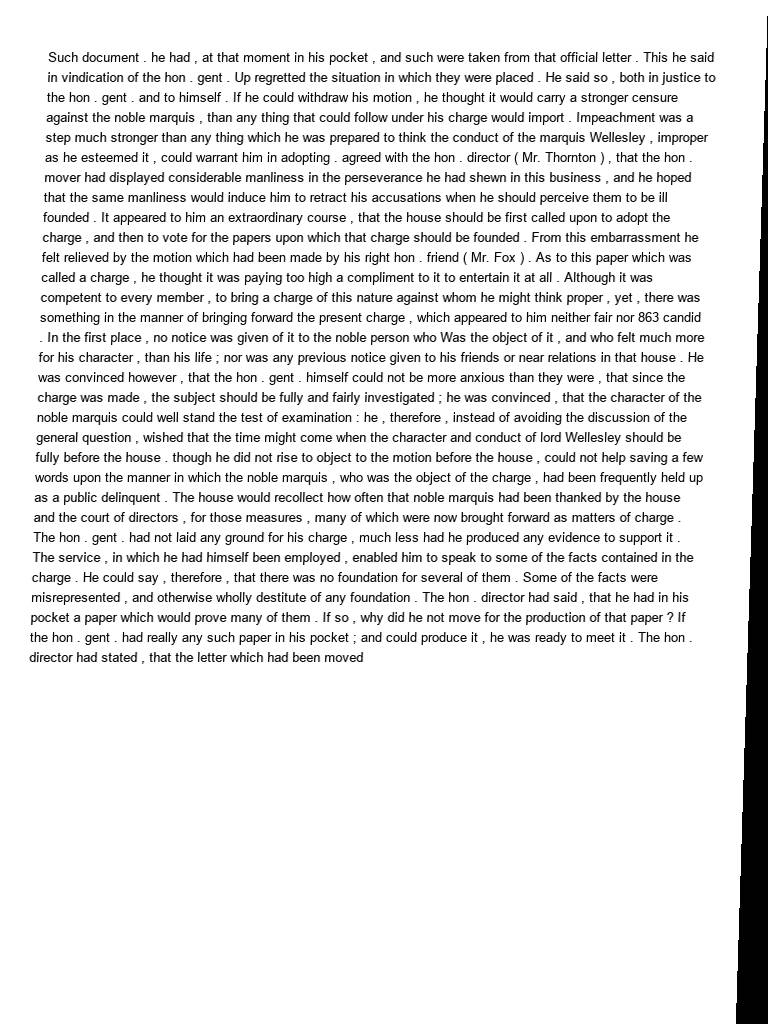 Such document . he had , at that moment in his pocket , and such were taken from that official letter . This he said
in vindication of the hon . gent . Up regretted the situation in which they were placed . He said so , both in justice to
the hon . gent . and to himself . If he could withdraw his motion , he thought it would carry a stronger censure
against the noble marquis , than any thing that could follow under his charge would import . Impeachment was a
step much stronger than any thing which he was prepared to think the conduct of the marquis Wellesley , improper
as he esteemed it , could warrant him in adopting . agreed with the hon . director ( Mr. Thornton ) , that the hon .
mover had displayed considerable manliness in the perseverance he had shewn in this business , and he hoped
that the same manliness would induce him to retract his accusations when he should perceive them to be ill
founded . It appeared to him an extraordinary course , that the house should be first called upon to adopt the
charge , and then to vote for the papers upon which that charge should be founded . From this embarrassment he
felt relieved by the motion which had been made by his right hon . friend ( Mr. Fox ) . As to this paper which was
called a charge , he thought it was paying too high a compliment to it to entertain it at all . Although it was
competent to every member , to bring a charge of this nature against whom he might think proper , yet , there was
something in the manner of bringing forward the present charge , which appeared to him neither fair nor 863 candid
. In the first place , no notice was given of it to the noble person who Was the object of it , and who felt much more
for his character , than his life ; nor was any previous notice given to his friends or near relations in that house . He
was convinced however , that the hon . gent . himself could not be more anxious than they were , that since the
charge was made , the subject should be fully and fairly investigated ; he was convinced , that the character of the
noble marquis could well stand the test of examination : he , therefore , instead of avoiding the discussion of the
general question , wished that the time might come when the character and conduct of lord Wellesley should be
fully before the house . though he did not rise to object to the motion before the house , could not help saving a few
words upon the manner in which the noble marquis , who was the object of the charge , had been frequently held up
as a public delinquent . The house would recollect how often that noble marquis had been thanked by the house
and the court of directors , for those measures , many of which were now brought forward as matters of charge .
The hon . gent . had not laid any ground for his charge , much less had he produced any evidence to support it .
The service , in which he had himself been employed , enabled him to speak to some of the facts contained in the
charge . He could say , therefore , that there was no foundation for several of them . Some of the facts were
misrepresented , and otherwise wholly destitute of any foundation . The hon . director had said , that he had in his
pocket a paper which would prove many of them . If so , why did he not move for the production of that paper ? If
the hon . gent . had really any such paper in his pocket ; and could produce it , he was ready to meet it . The hon .
director had stated , that the letter which had been moved